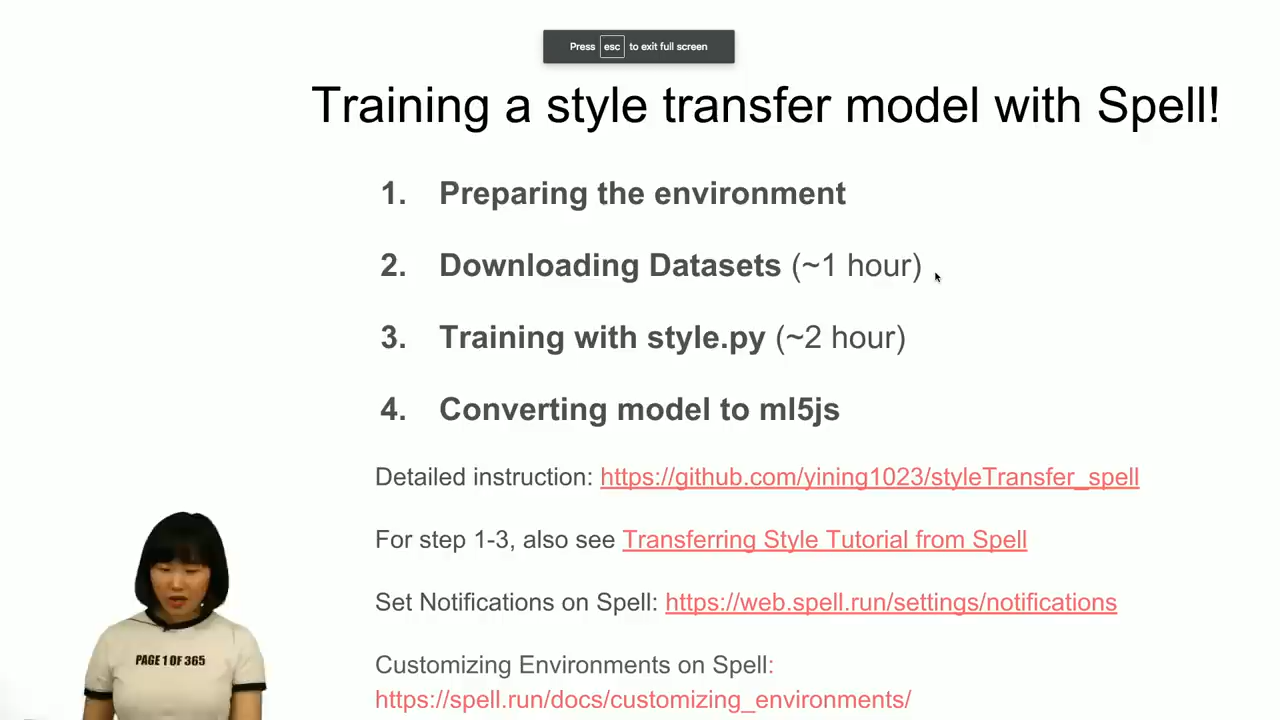 Press esc to exit full screen
Training a style transfer model with Spell!
1. Preparing the environment
2. Downloading Datasets (~1 hour)
3. Training with style.py (~2 hour)
4. Converting model to ml5js
Detailed instruction: https://github.com/yining1023/styleTransfer_spell
For step 1-3, also see Transferring Style Tutorial from Spell
Set Notifications on Spell: https://web.spell.run/settings/notifications
Customizing Environments on Spell:
https://spell.run/docs/customizing_environments/
PAGE 1 OF 365